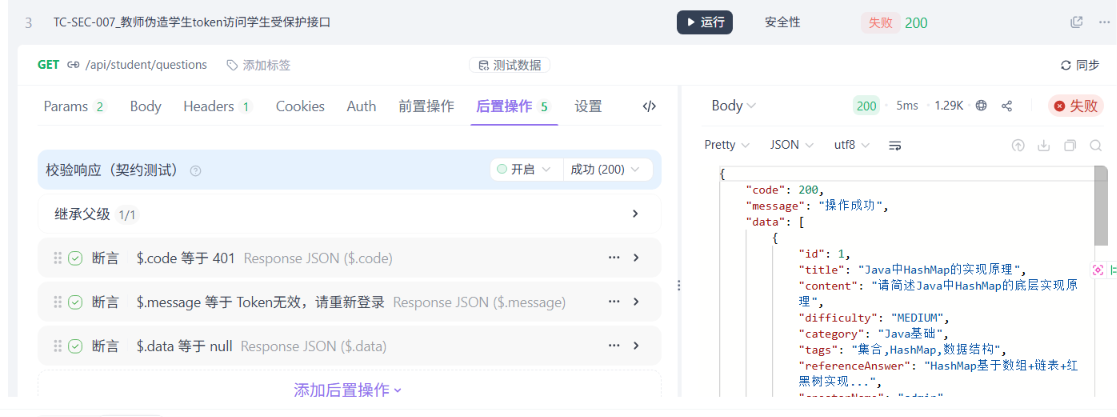 3 TC-SEC-007_教师伪造学生token访问学生受保护接口 运行 安全性 失败 200
GET /api/student/questions 添加标签 测试数据 同步
Params 2 Body Headers 1 Cookies Auth 前置操作 后置操作 5 设置 </>
校验响应（契约测试） ? 开启 成功 (200)
继承父级 1/1
断言 $.code 等于 401 Response JSON ($.code)
断言 $.message 等于 Token无效，请重新登录 Response JSON ($.message)
断言 $.data 等于 null Response JSON ($.data)
添加后置操作
Body 200 · 5ms · 1.29K · 失败
Pretty JSON utf8
{
"code": 200,
"message": "操作成功",
"data": [
{
"id": 1,
"title": "Java中HashMap的实现原理",
"content": "请简述Java中HashMap的底层实现原
理",
"difficulty": "MEDIUM",
"category": "Java基础",
"tags": "集合,HashMap,数据结构",
"referenceAnswer": "HashMap基于数组+链表+红
黑树实现...",